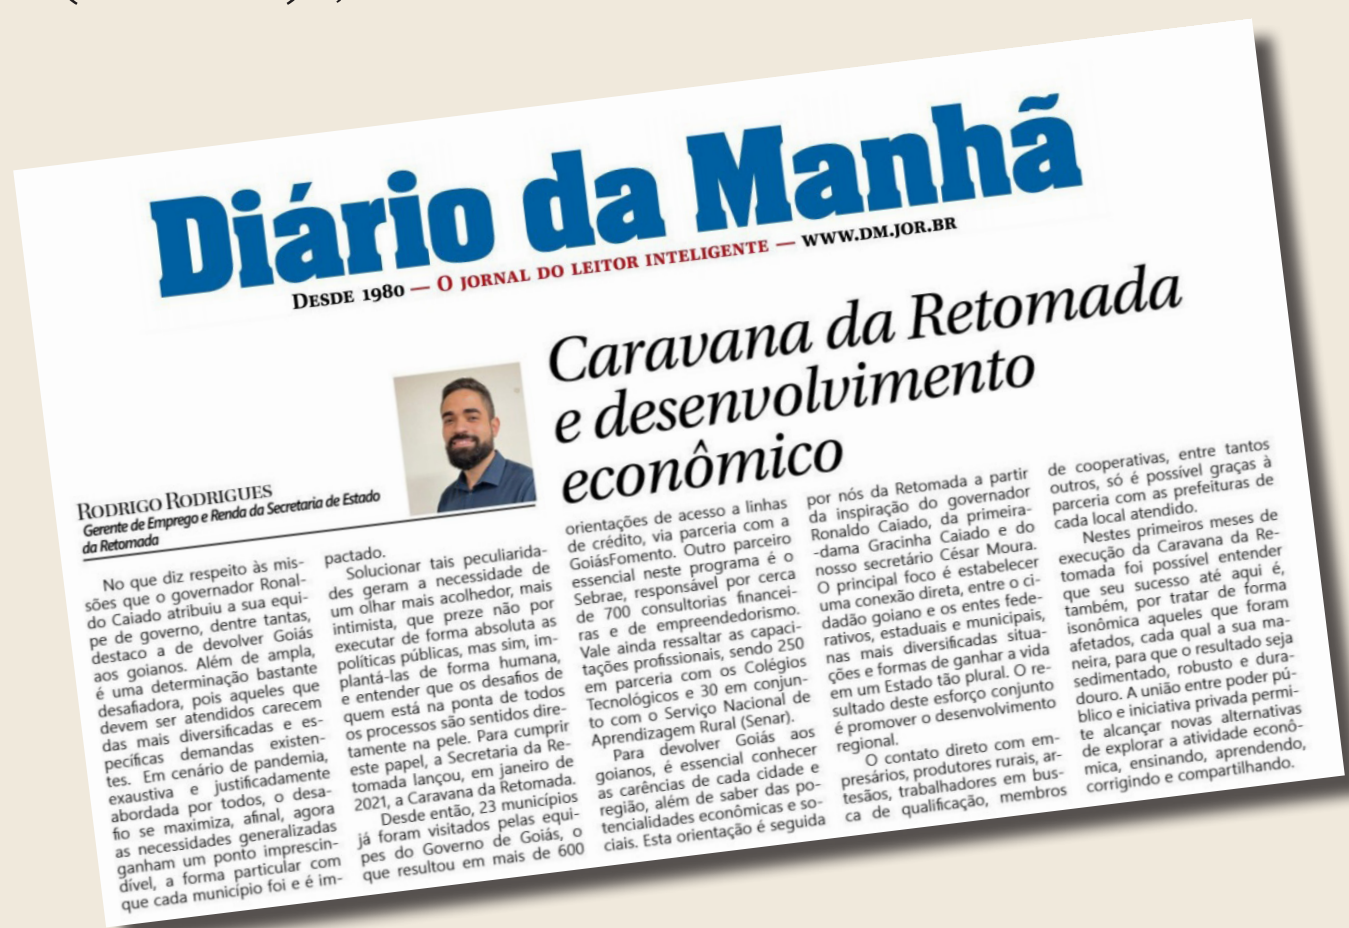 Diário da Manhã
DESDE 1980 — O JORNAL DO LEITOR INTELIGENTE — WWW.DM.JOR.BR
Caravana da Retomada
e desenvolvimento
econômico
RODRIGO RODRIGUES
Gerente de Emprego e Renda da Secretaria de Estado
da Retomada
No que diz respeito às mis-
sões que o governador Ronal-
do Caiado atribuiu a sua equi-
pe de governo, dentre tantas,
destaco a de devolver Goiás
aos goianos. Além de ampla,
é uma determinação bastante
desafiadora, pois aqueles que
devem ser atendidos carecem
das mais diversificadas e es-
pecíficas demandas existen-
tes. Em cenário de pandemia,
exaustiva e justificadamente
abordada por todos, o desa-
fio se maximiza, afinal, agora
as necessidades generalizadas
ganham um ponto imprescin-
dível, a forma particular com
que cada município foi e é im-
pactado.
Solucionar tais peculiarida-
des geram a necessidade de
um olhar mais acolhedor, mais
intimista, que preze não por
executar de forma absoluta as
políticas públicas, mas sim, im-
plantá-las de forma humana,
e entender que os desafios de
quem está na ponta de todos
os processos são sentidos dire-
tamente na pele. Para cumprir
este papel, a Secretaria da Re-
tomada lançou, em janeiro de
2021, a Caravana da Retomada.
Desde então, 23 municípios
já foram visitados pelas equi-
pes do Governo de Goiás, o
que resultou em mais de 600
orientações de acesso a linhas
de crédito, via parceria com a
GoiásFomento. Outro parceiro
essencial neste programa é o
Sebrae, responsável por cerca
de 700 consultorias financei-
ras e de empreendedorismo.
Vale ainda ressaltar as capaci-
tações profissionais, sendo 250
em parceria com os Colégios
Tecnológicos e 30 em conjun-
to com o Serviço Nacional de
Aprendizagem Rural (Senar).
Para devolver Goiás aos
goianos, é essencial conhecer
as carências de cada cidade e
região, além de saber das po-
tencialidades econômicas e so-
ciais. Esta orientação é seguida
por nós da Retomada a partir
da inspiração do governador
Ronaldo Caiado, da primeira-
-dama Gracinha Caiado e do
nosso secretário César Moura.
O principal foco é estabelecer
uma conexão direta, entre o ci-
dadão goiano e os entes fede-
rativos, estaduais e municipais,
nas mais diversificadas situa-
ções e formas de ganhar a vida
em um Estado tão plural. O re-
sultado deste esforço conjunto
é promover o desenvolvimento
regional.
O contato direto com em-
presários, produtores rurais, ar-
tesãos, trabalhadores em bus-
ca de qualificação, membros
de cooperativas, entre tantos
outros, só é possível graças à
parceria com as prefeituras de
cada local atendido.
Nestes primeiros meses de
execução da Caravana da Re-
tomada foi possível entender
que seu sucesso até aqui é,
também, por tratar de forma
isonômica aqueles que foram
afetados, cada qual a sua ma-
neira, para que o resultado seja
sedimentado, robusto e dura-
douro. A união entre poder pú-
blico e iniciativa privada permi-
te alcançar novas alternativas
de explorar a atividade econô-
mica, ensinando, aprendendo,
corrigindo e compartilhando.